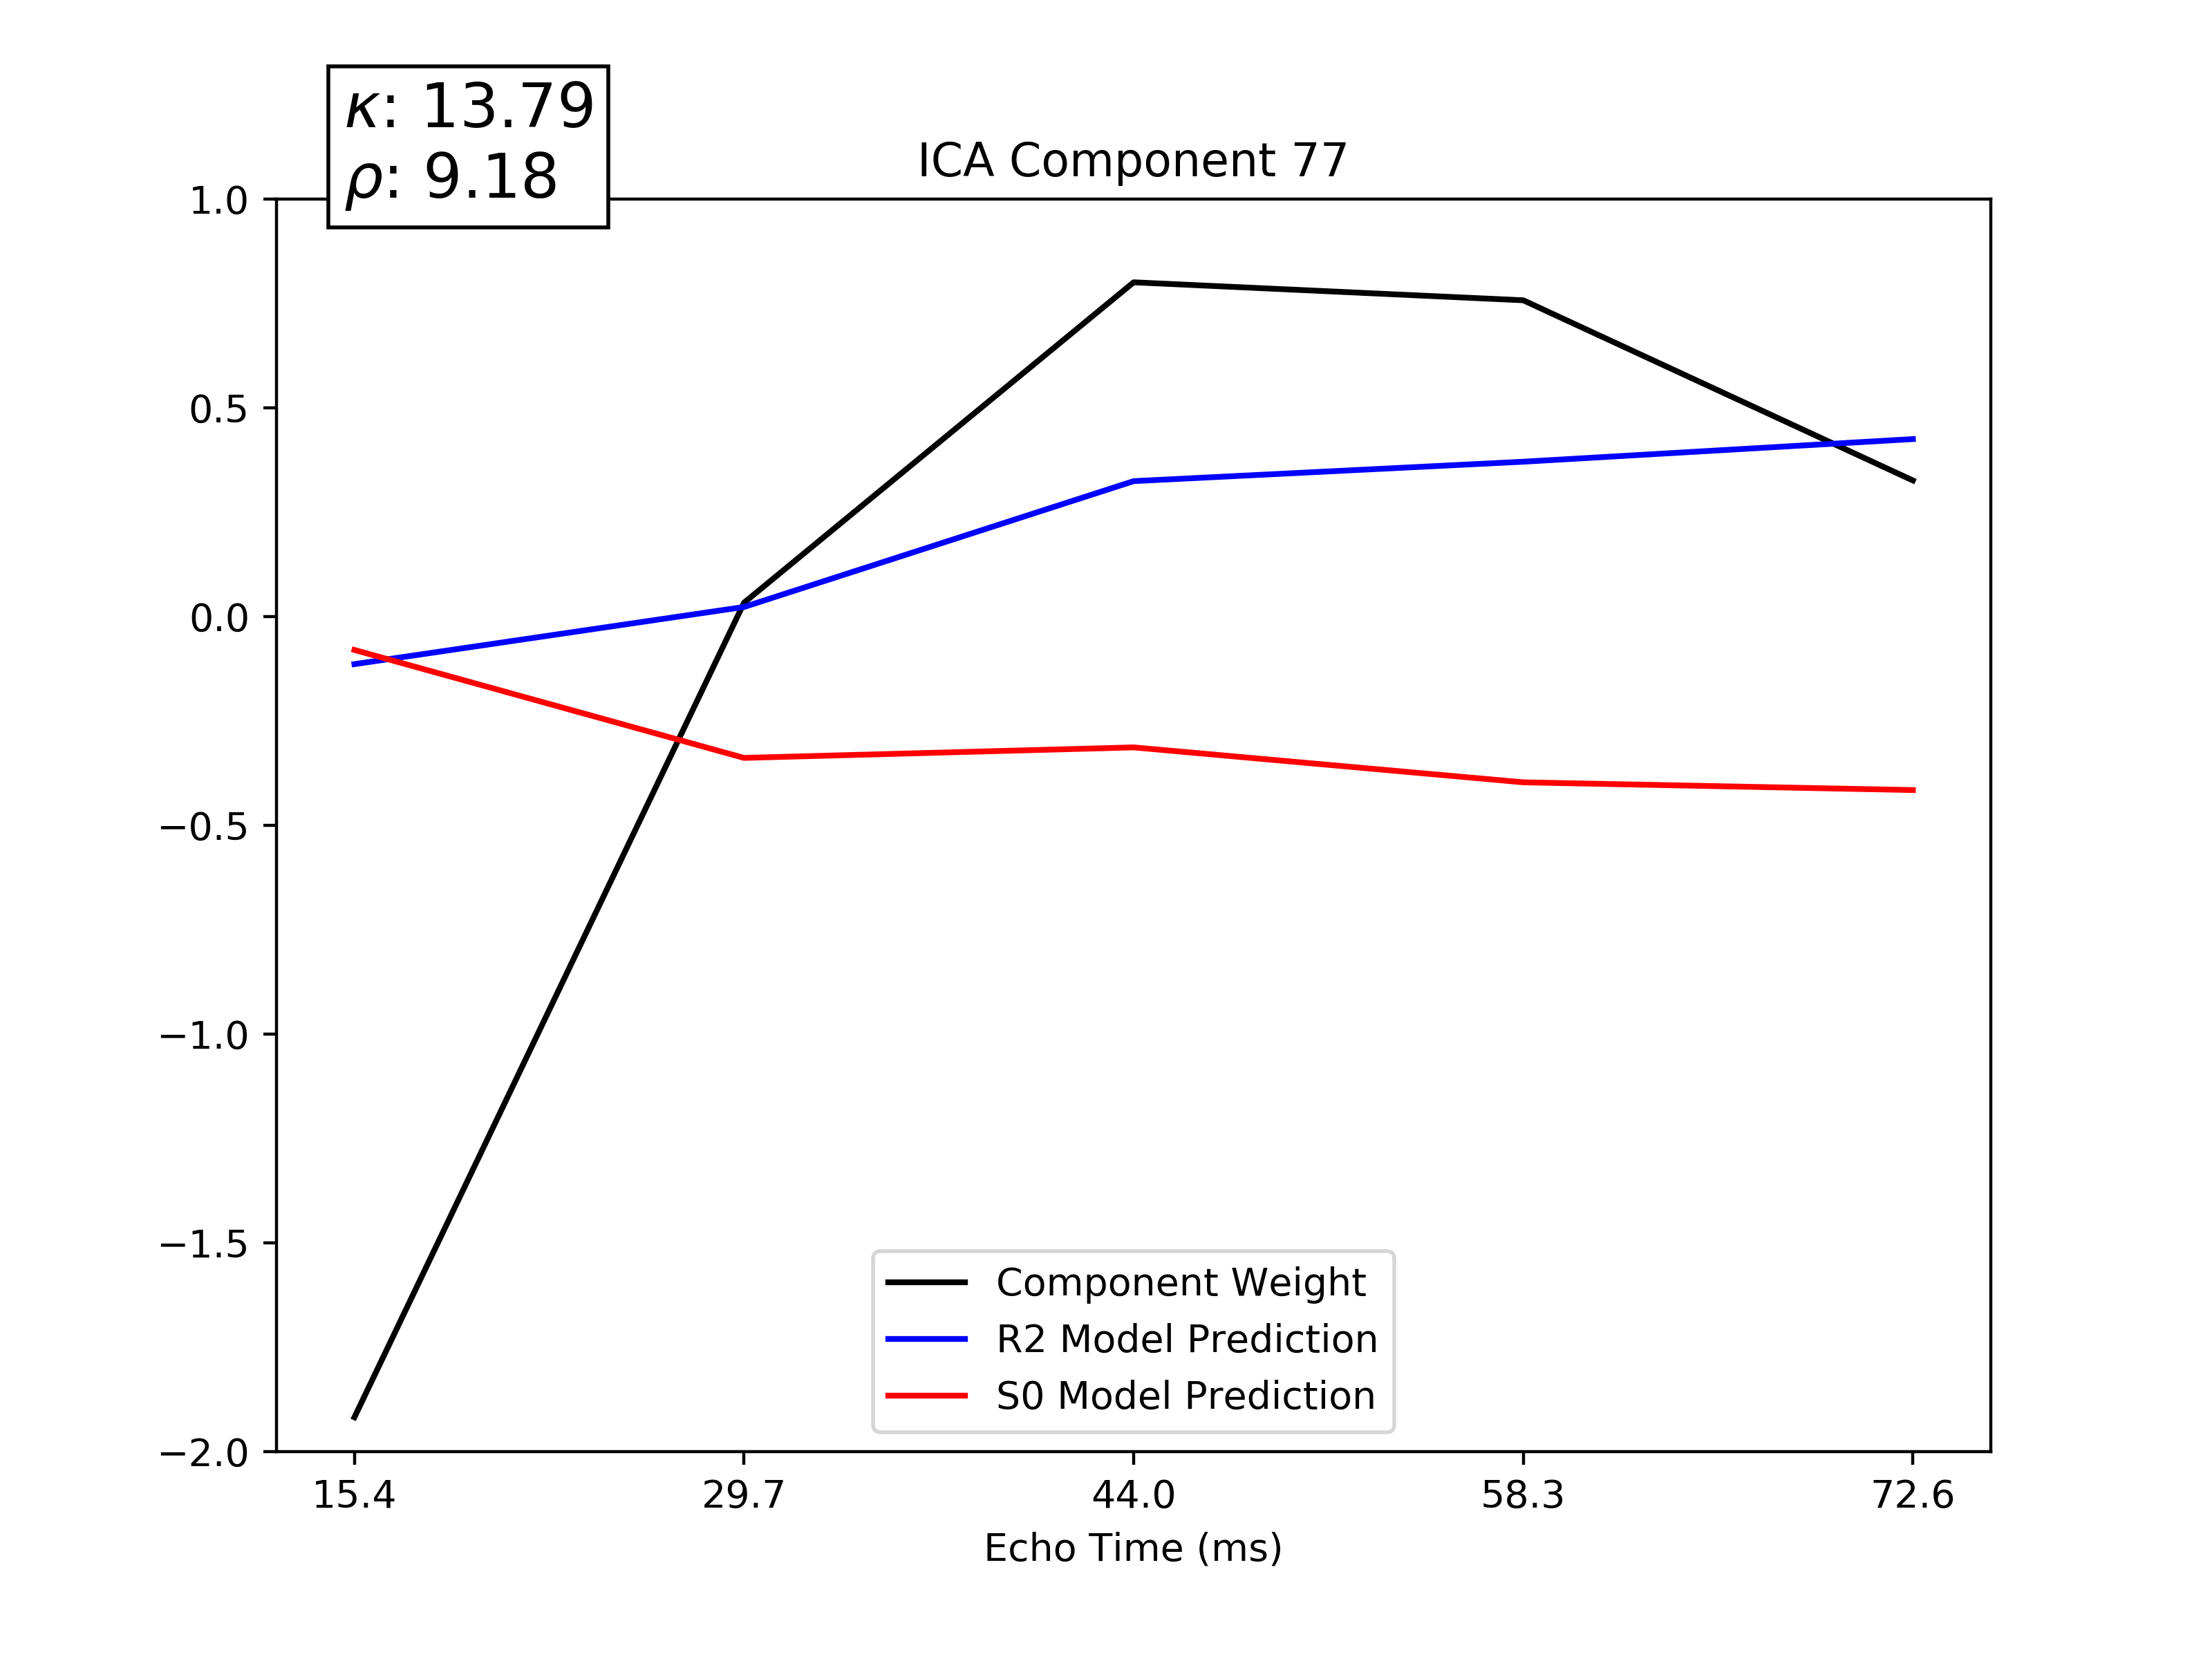 κ: 13.79
ρ: 9.18
ICA Component 77
1.0
0.5
0.0
−0.5
−1.0
−1.5
−2.0
Component Weight
R2 Model Prediction
S0 Model Prediction
15.4 29.7 44.0 58.3 72.6
Echo Time (ms)